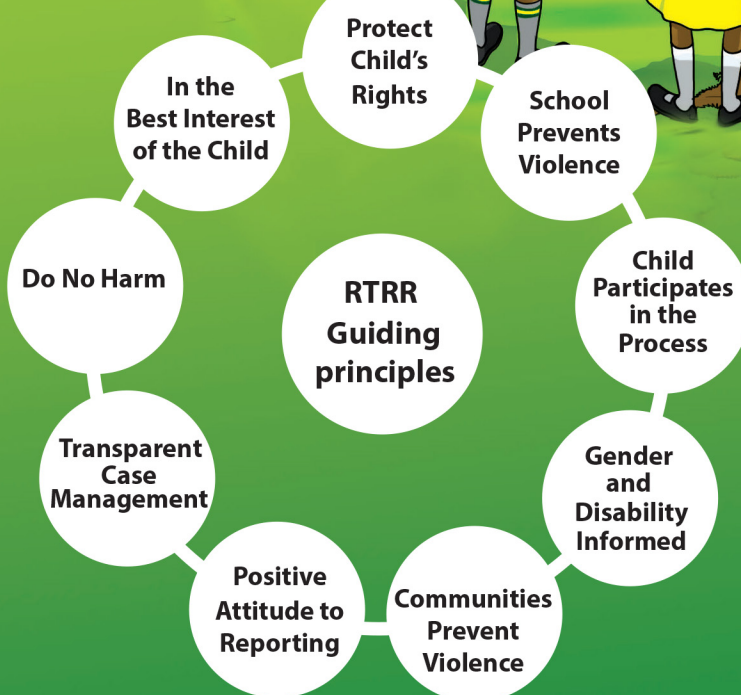 Protect
Child's
Rights
School
Prevents
Violence
Child
Participates
in the
Process
Gender
and
Disability
Informed
Communities
Prevent
Violence
Positive
Attitude to
Reporting
Transparent
Case
Management
Do No Harm
In the
Best Interest
of the Child
RTRR
Guiding
principles